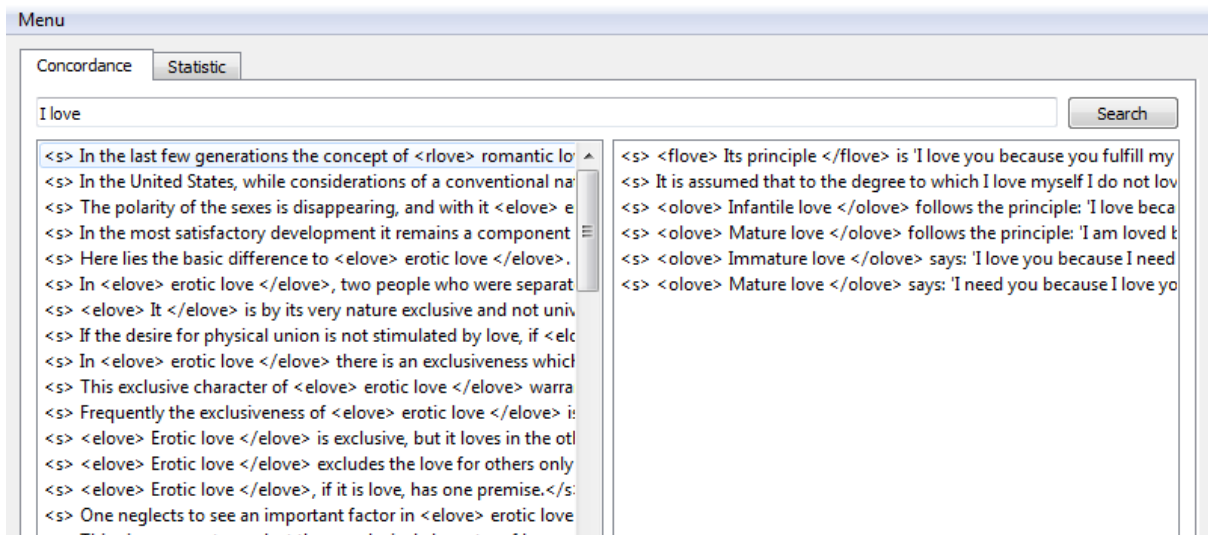 Menu
Concordance Statistic
I love Search
<s> In the last few generations the concept of <rlove> romantic lo
<s> In the United States, while considerations of a conventional na
<s> The polarity of the sexes is disappearing, and with it <elove> e
<s> In the most satisfactory development it remains a component
<s> Here lies the basic difference to <elove> erotic love </elove>.
<s> In <elove> erotic love </elove>, two people who were separat
<s> <elove> It </elove> is by its very nature exclusive and not univ
<s> If the desire for physical union is not stimulated by love, if <elo
<s> In <elove> erotic love </elove> there is an exclusiveness which
<s> This exclusive character of <elove> erotic love </elove> warra
<s> Frequently the exclusiveness of <elove> erotic love </elove> is
<s> <elove> Erotic love </elove> is exclusive, but it loves in the oth
<s> <elove> Erotic love </elove> excludes the love for others only
<s> <elove> Erotic love </elove>, if it is love, has one premise.</s
<s> One neglects to see an important factor in <elove> erotic love
<s> <flove> Its principle </flove> is 'I love you because you fulfill my
<s> It is assumed that to the degree to which I love myself I do not lov
<s> <olove> Infantile love </olove> follows the principle: 'I love beca
<s> <olove> Mature love </olove> follows the principle: 'I am loved b
<s> <olove> Immature love </olove> says: 'I love you because I need
<s> <olove> Mature love </olove> says: 'I need you because I love yo